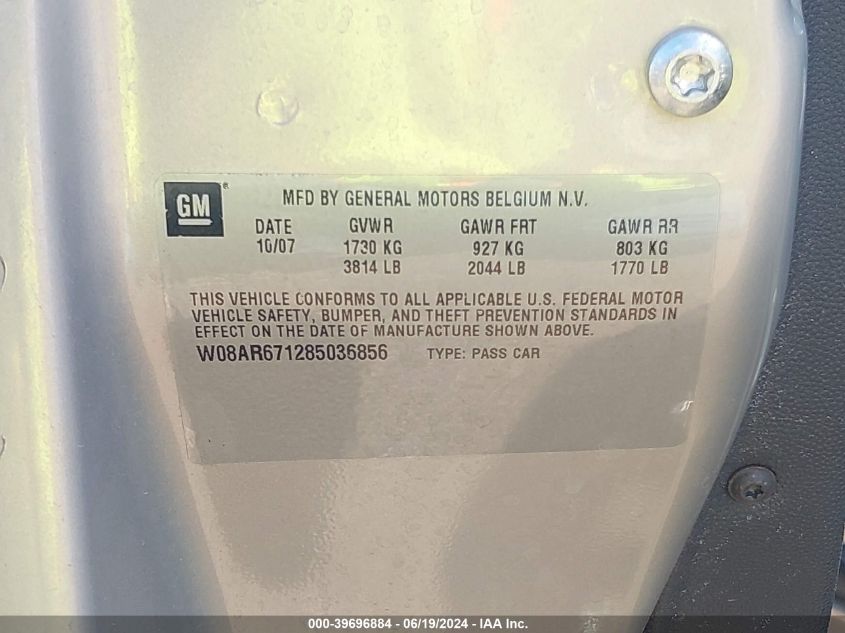 GM ®
MFD BY GENERAL MOTORS BELGIUM N.V.
DATE GVWR GAWR FRT GAWR RR
10/07 1730 KG 927 KG 803 KG
3814 LB 2044 LB 1770 LB
THIS VEHICLE CONFORMS TO ALL APPLICABLE U.S. FEDERAL MOTOR
VEHICLE SAFETY, BUMPER, AND THEFT PREVENTION STANDARDS IN
EFFECT ON THE DATE OF MANUFACTURE SHOWN ABOVE.
W08AR671285036856 TYPE: PASS CAR
000-39696884 - 06/19/2024 - IAA Inc.